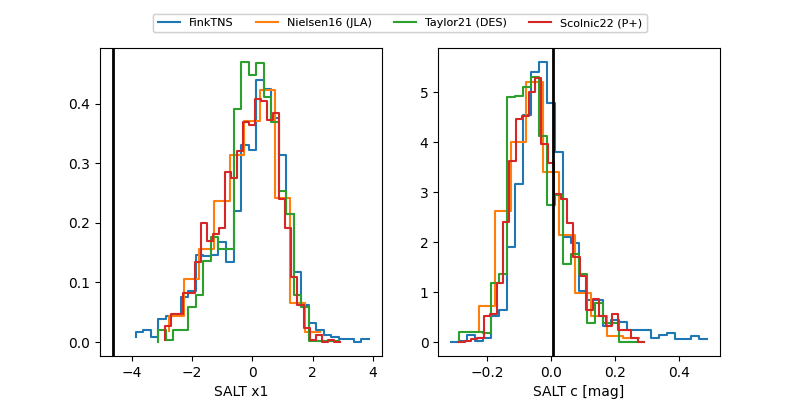 FinkTNS Nielsen16 (JLA) Taylor21 (DES) Scolnic22 (P+)
0.4
0.3
0.2
0.1
0.0
−4 −2 0 2 4
SALT x1
5
4
3
2
1
0
−0.2 0.0 0.2 0.4
SALT c [mag]